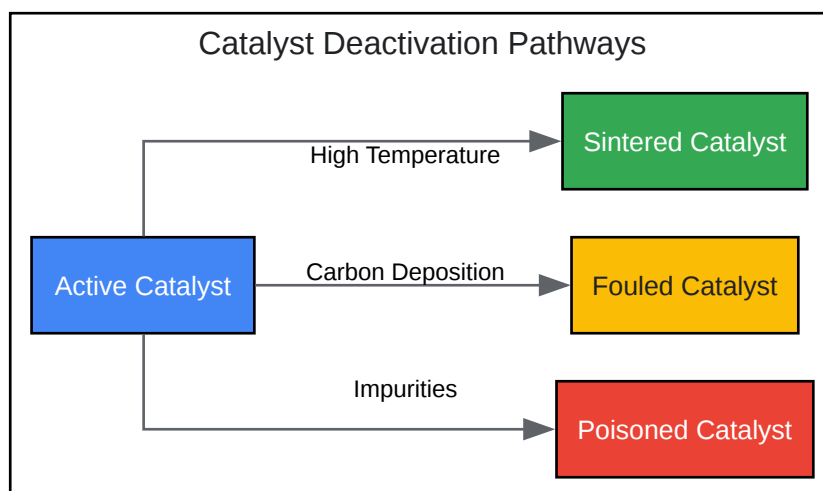 Catalyst Deactivation Pathways
Sintered Catalyst
High Temperature
Active Catalyst
Carbon Deposition
Fouled Catalyst
Impurities
Poisoned Catalyst